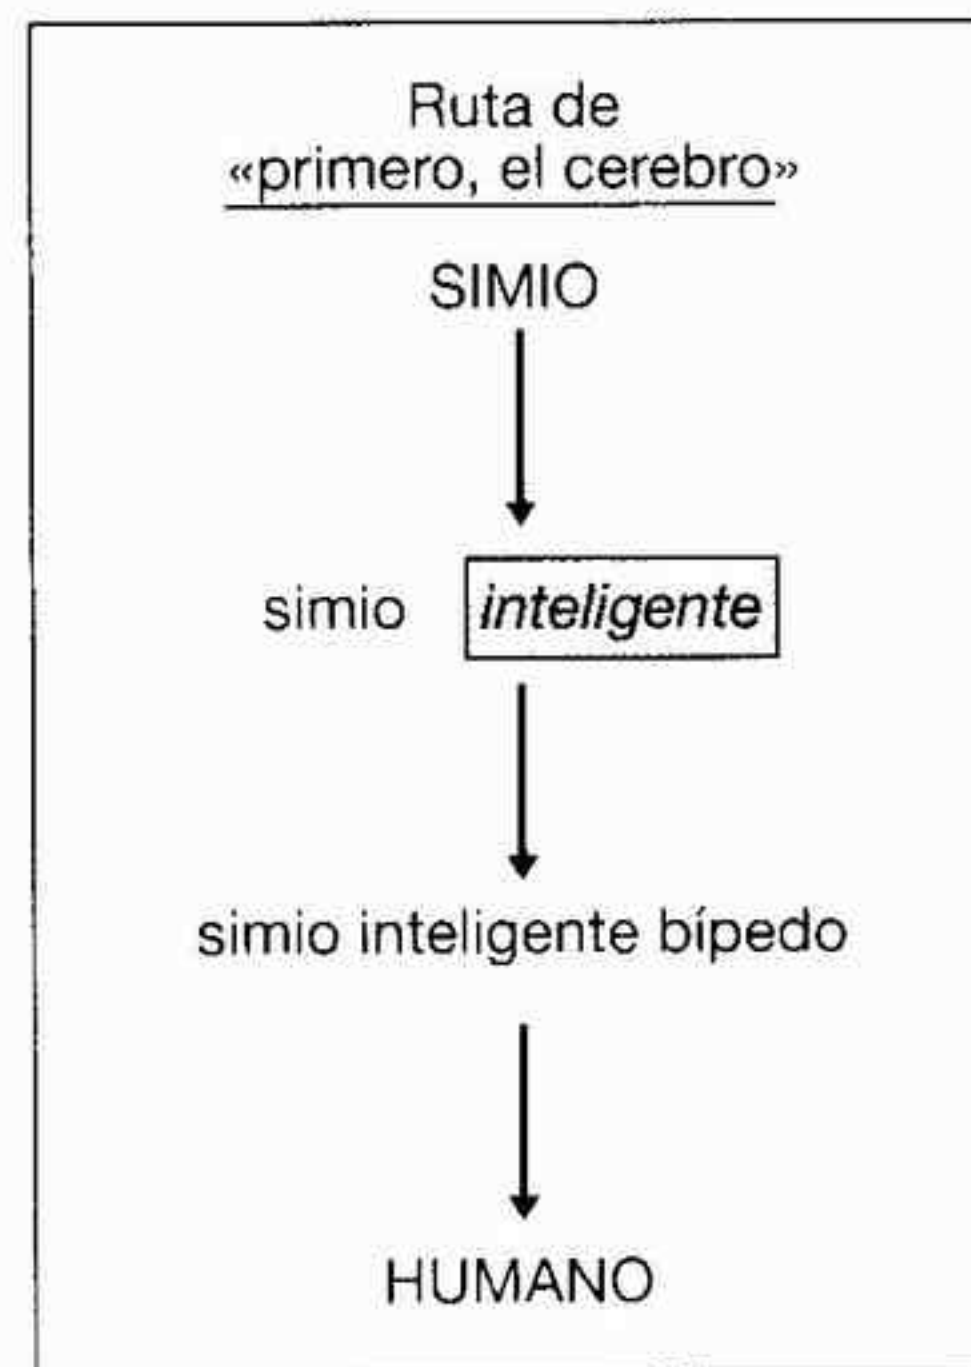 Ruta de
«primero, el cerebro»
SIMIO
simio inteligente
simio inteligente bípedo
HUMANO